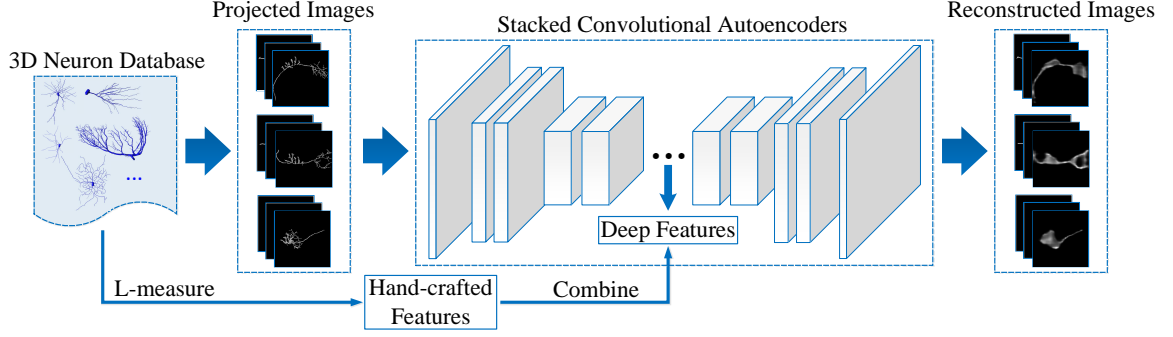 Projected Images
Stacked Convolutional Autoencoders
Reconstructed Images
3D Neuron Database
...
...
Deep Features
L-measure
Hand-crafted
Features
Combine